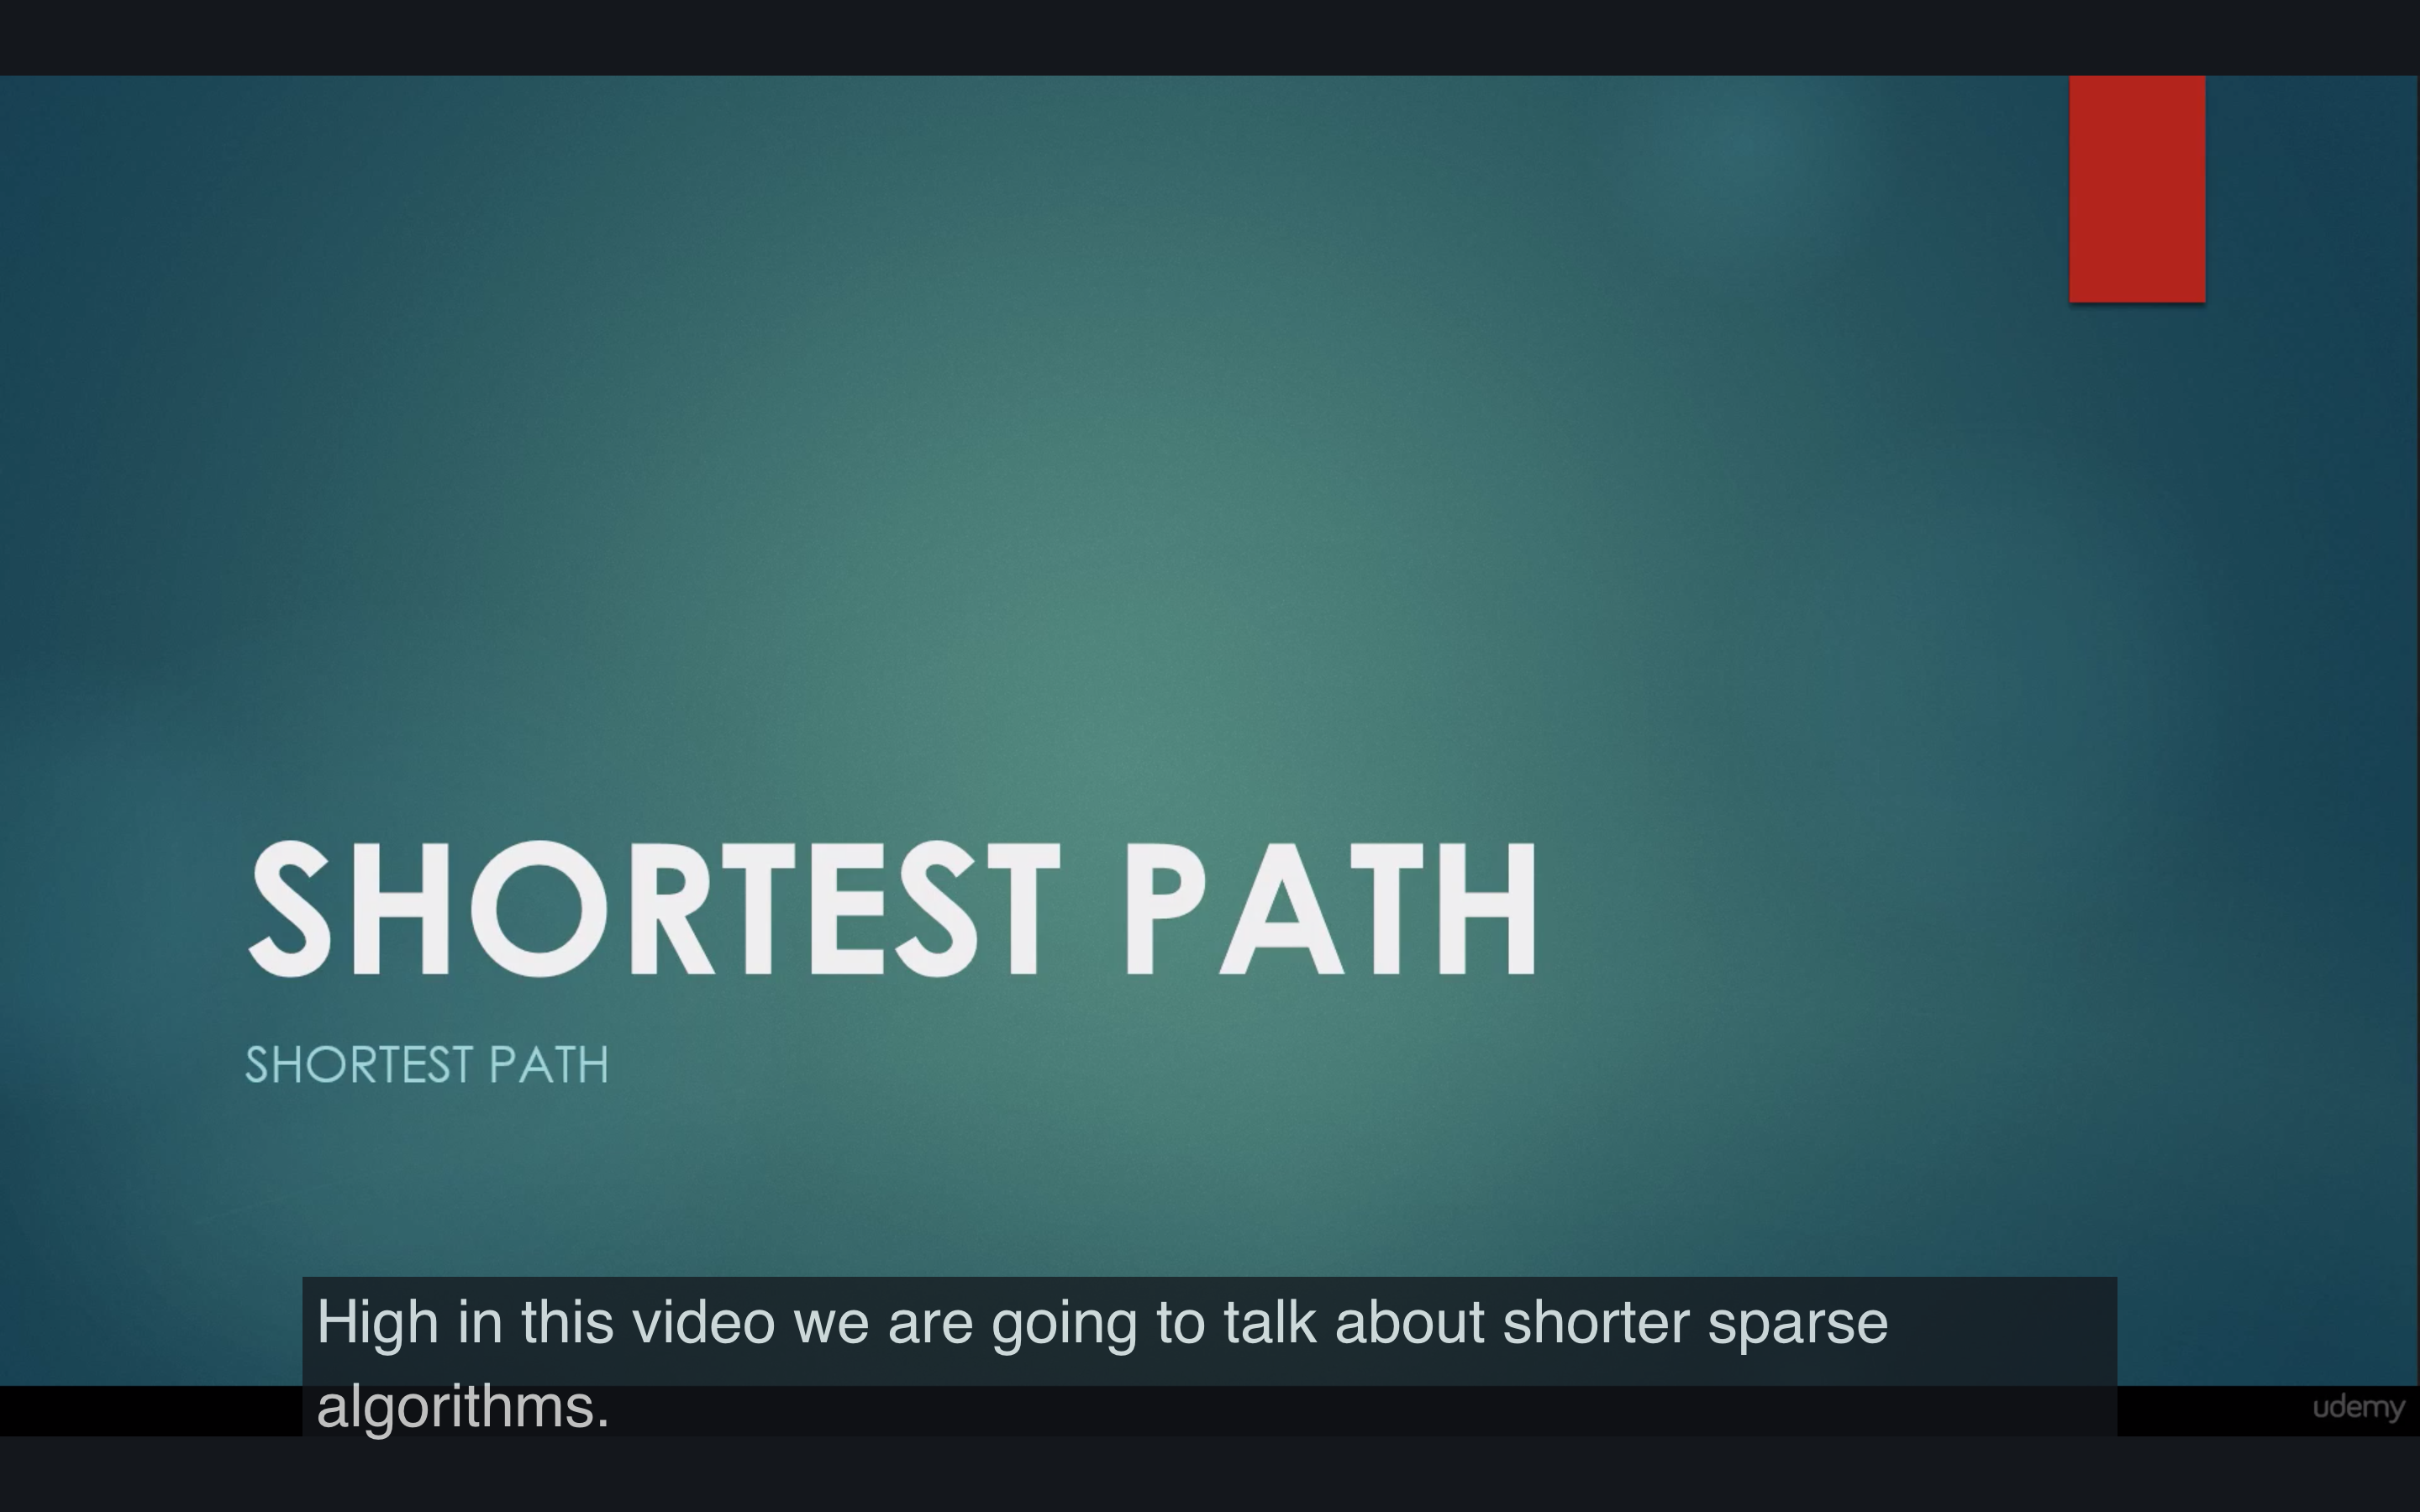 SHORTEST PATH
SHORTEST PATH
High in this video we are going to talk about shorter sparse
algorithms.
udemy